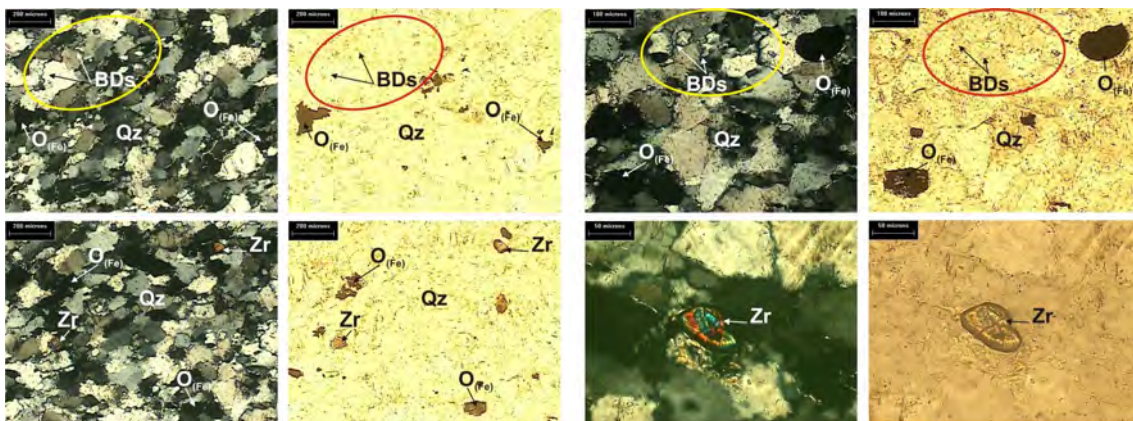 200 microns
BDs
O(Fe)
Qz
O(Fe)
200 microns
BDs
O(Fe)
O(Fe)
Qz
100 microns
BDs
O(Fe)
Qz
O(Fe)
100 microns
BDs
O(Fe)
Qz
O(Fe)
200 microns
Zr
O(Fe)
Qz
Zr
O(Fe)
200 microns
Zr
O(Fe)
Qz
Zr
O(Fe)
50 microns
Zr
50 microns
Zr